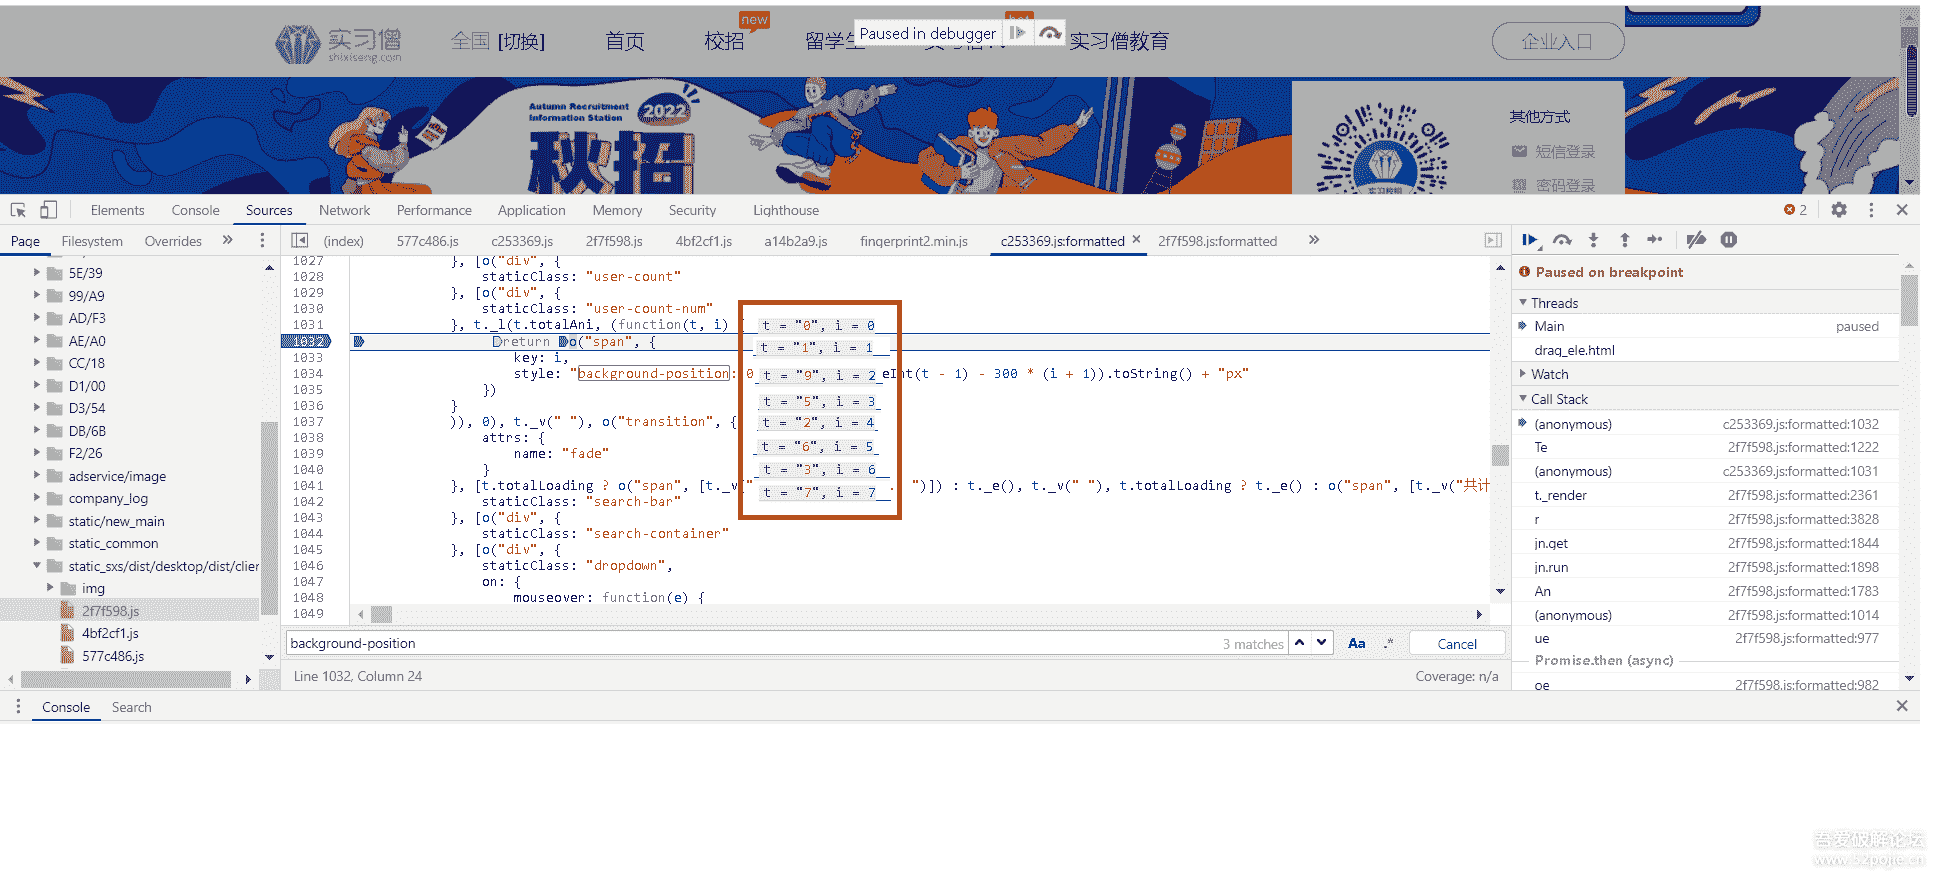 实习僧
shixiseng.com
全国 [切换]
首页
new
校招
留学生
Paused in debugger
实习僧教育
企业入口
Autumn Recruitment
Information Station
2022
秋招
其他方式
短信登录
密码登录
Elements Console Sources Network Performance Application Memory Security Lighthouse
2
Page Filesystem Overrides »
(index) 577c486.js c253369.js 2f7f598.js 4bf2cf1.js a14b2a9.js fingerprint2.min.js c253369.js:formatted × 2f7f598.js:formatted »
5E/39
99/A9
AD/F3
AE/A0
CC/18
D1/00
D3/54
DB/6B
F2/26
adservice/image
company_log
static/new_main
static_common
static_sxs/dist/desktop/dist/clier
img
2f7f598.js
4bf2cf1.js
577c486.js
1027 }, [o("div", {
1028 staticClass: "user-count"
1029 }, [o("div", {
1030 staticClass: "user-count-num"
1031 }, t._l(t.totalAni, (function(t, i)
1032 return o("span", {
1033 key: i,
1034 style: "background-position: 0 eInt(t - 1) - 300 * (i + 1)).toString() + "px"
1035 })
1036 }
1037 )), 0), t._v(" "), o("transition", {
1038 attrs: {
1039 name: "fade"
1040 }
1041 }, [t.totalLoading ? o("span", [t._v(" ")]) : t._e(), t._v(" "), t.totalLoading ? t._e() : o("span", [t._v("共计
1042 staticClass: "search-bar"
1043 }, [o("div", {
1044 staticClass: "search-container"
1045 }, [o("div", {
1046 staticClass: "dropdown",
1047 on: {
1048 mouseover: function(e) {
1049
t = "0", i = 0
t = "1", i = 1
t = "9", i = 2
t = "5", i = 3
t = "2", i = 4
t = "6", i = 5
t = "3", i = 6
t = "7", i = 7
background-position
3 matches
Aa .* Cancel
Line 1032, Column 24
Coverage: n/a
Paused on breakpoint
Threads
Main paused
drag_ele.html
Watch
Call Stack
(anonymous) c253369.js:formatted:1032
Te 2f7f598.js:formatted:1222
(anonymous) c253369.js:formatted:1031
t._render 2f7f598.js:formatted:2361
r 2f7f598.js:formatted:3828
jn.get 2f7f598.js:formatted:1844
jn.run 2f7f598.js:formatted:1898
An 2f7f598.js:formatted:1783
(anonymous) 2f7f598.js:formatted:1014
ue 2f7f598.js:formatted:977
Promise.then (async)
oe 2f7f598.js:formatted:982
Console Search
吾爱破解论坛
www.52pojie.cn